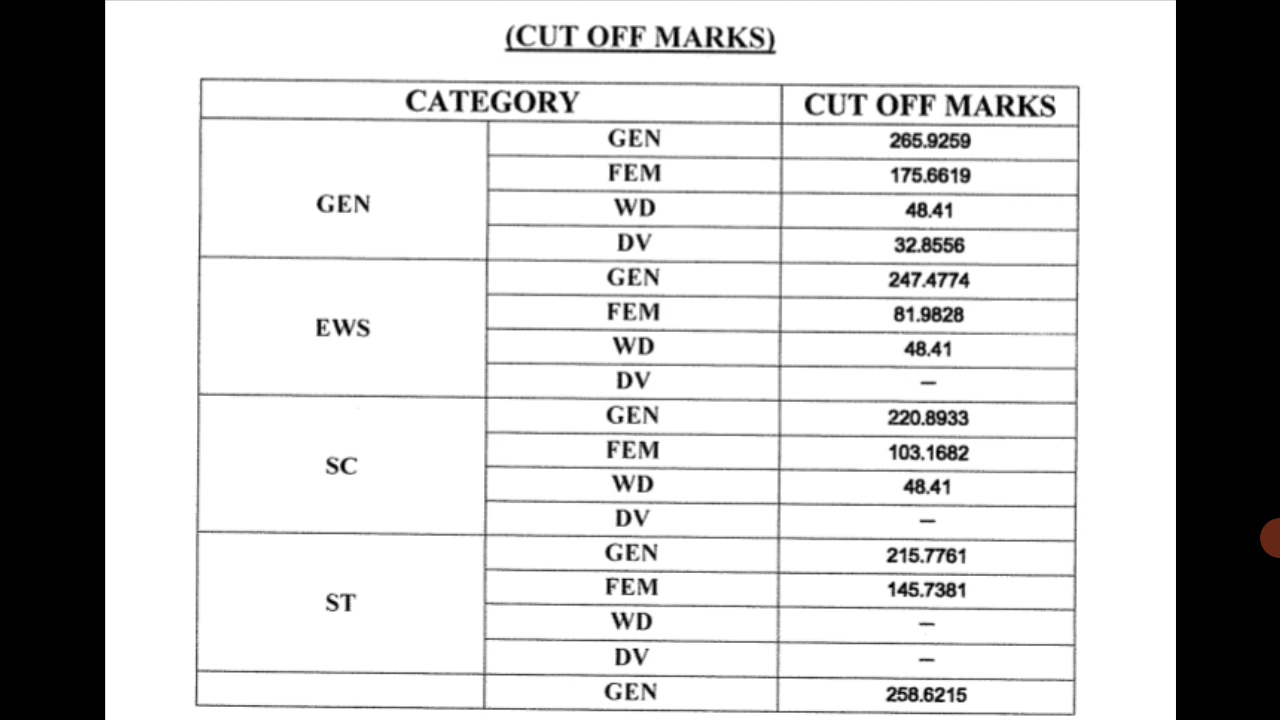 (CUT OFF MARKS)
CATEGORY CUT OFF MARKS
GEN GEN 265.9259
FEM 175.6619
WD 48.41
DV 32.8556
EWS GEN 247.4774
FEM 81.9828
WD 48.41
DV –
SC GEN 220.8933
FEM 103.1682
WD 48.41
DV –
ST GEN 215.7761
FEM 145.7381
WD –
DV –
GEN 258.6215